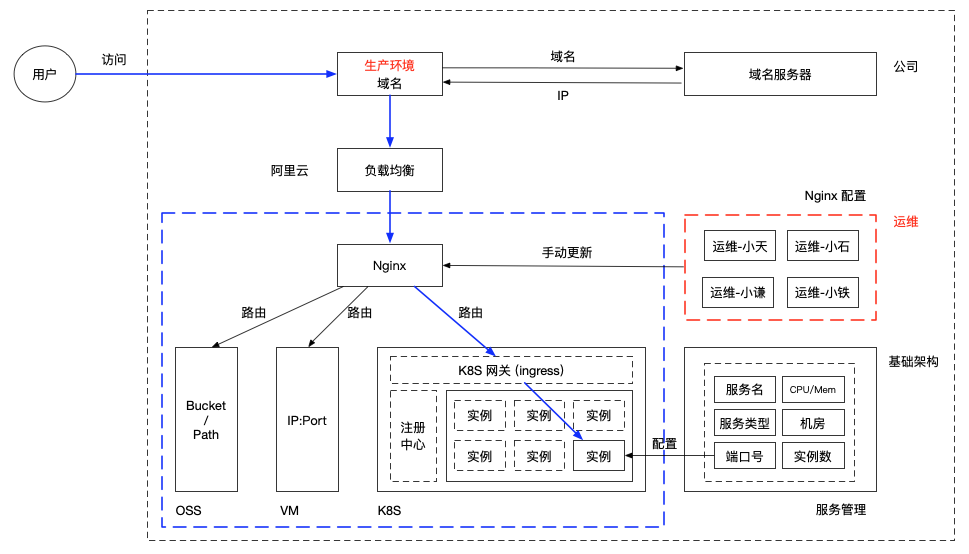 用户
访问
生产环境
域名
域名
IP
域名服务器
公司
阿里云
负载均衡
Nginx 配置
运维
Nginx
手动更新
运维-小天
运维-小石
运维-小谦
运维-小铁
路由
路由
路由
Bucket
/
Path
OSS
IP:Port
VM
K8S 网关 (ingress)
注册
中心
实例
实例
实例
实例
实例
实例
K8S
配置
基础架构
服务名
CPU/Mem
服务类型
机房
端口号
实例数
服务管理